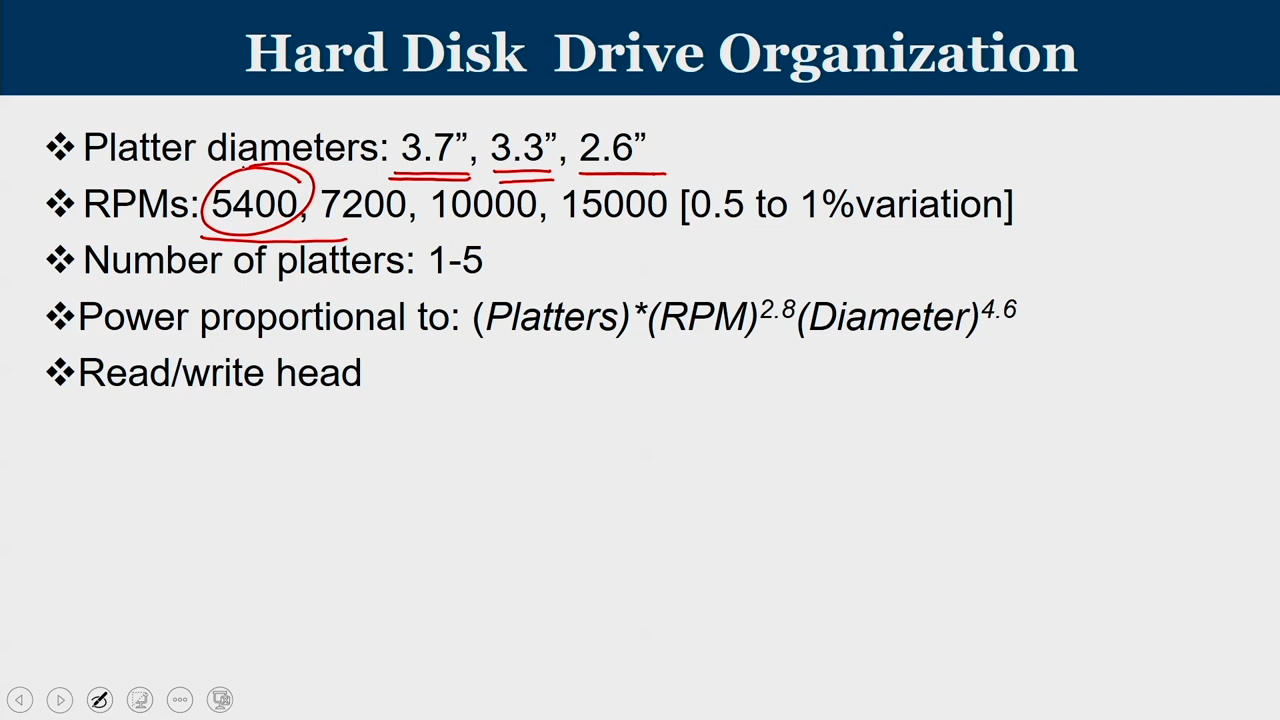 Hard Disk Drive Organization
❖ Platter diameters: 3.7”, 3.3”, 2.6”
❖ RPMs: 5400, 7200, 10000, 15000 [0.5 to 1%variation]
❖ Number of platters: 1-5
❖Power proportional to: (Platters)*(RPM)^2.8(Diameter)^4.6
❖Read/write head